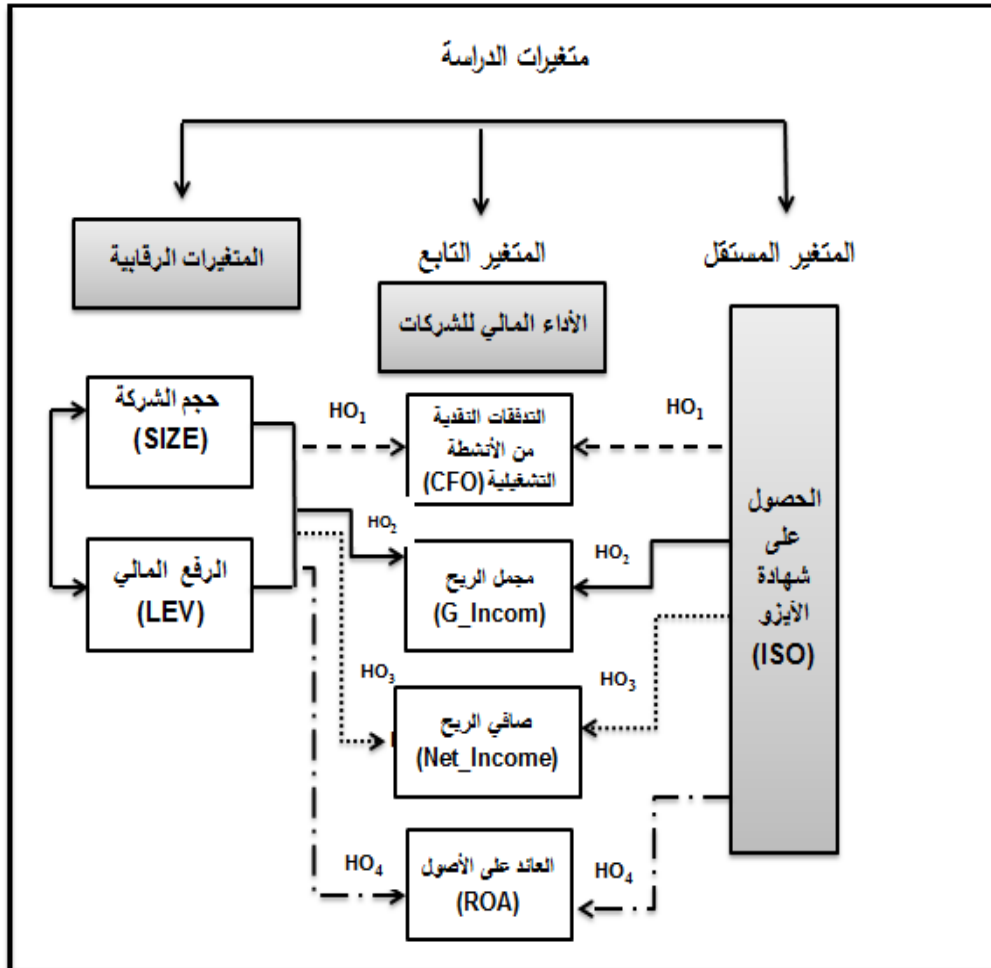 متغيرات الدراسة
المتغير المستقل
المتغير التابع
المتغيرات الرقابية
الأداء المالي للشركات
الحصول
على
شهادة
الآيزو
(ISO)
HO1
HO2
HO3
HO4
التدفقات النقدية
من الأنشطة
التشغيلية (CFO)
مجمل الربح
(G_Incom)
صافي الربح
(Net_Income)
العائد على الأصول
(ROA)
HO1
HO2
HO3
HO4
حجم الشركة
(SIZE)
الرفع المالي
(LEV)